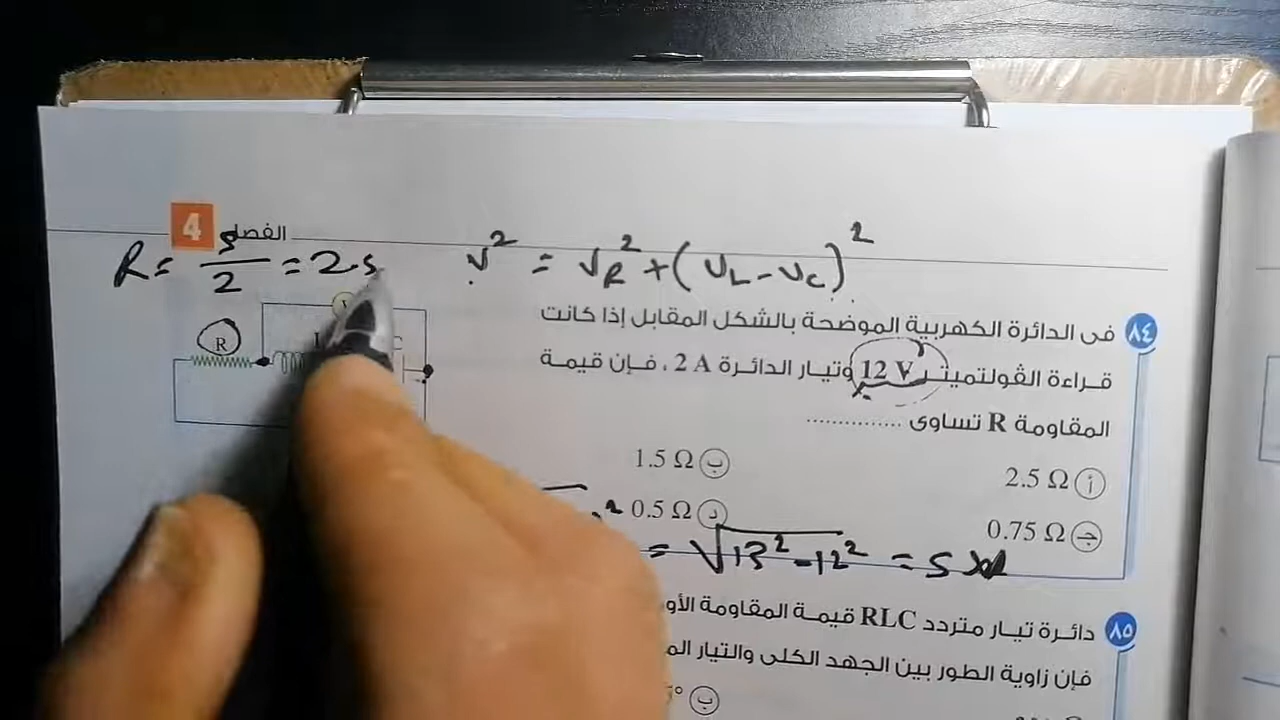 الفصل 4
R = 5/2 = 2.5
V² = V_R² + (V_L - V_C)²
٨٤ فى الدائرة الكهربية الموضحة بالشكل المقابل إذا كانت
قراءة الڤولتميتر 12 V وتيار الدائرة 2 A ، فإن قيمة
المقاومة R تساوى ...............
أ 2.5 Ω
ب 1.5 Ω
ج 0.75 Ω
د 0.5 Ω
R
V
L
C
= √13² - 12² = 5
٨٥ دائرة تيار متردد RLC قيمة المقاومة
فإن زاوية الطور بين الجهد الكلى والتيار
ب